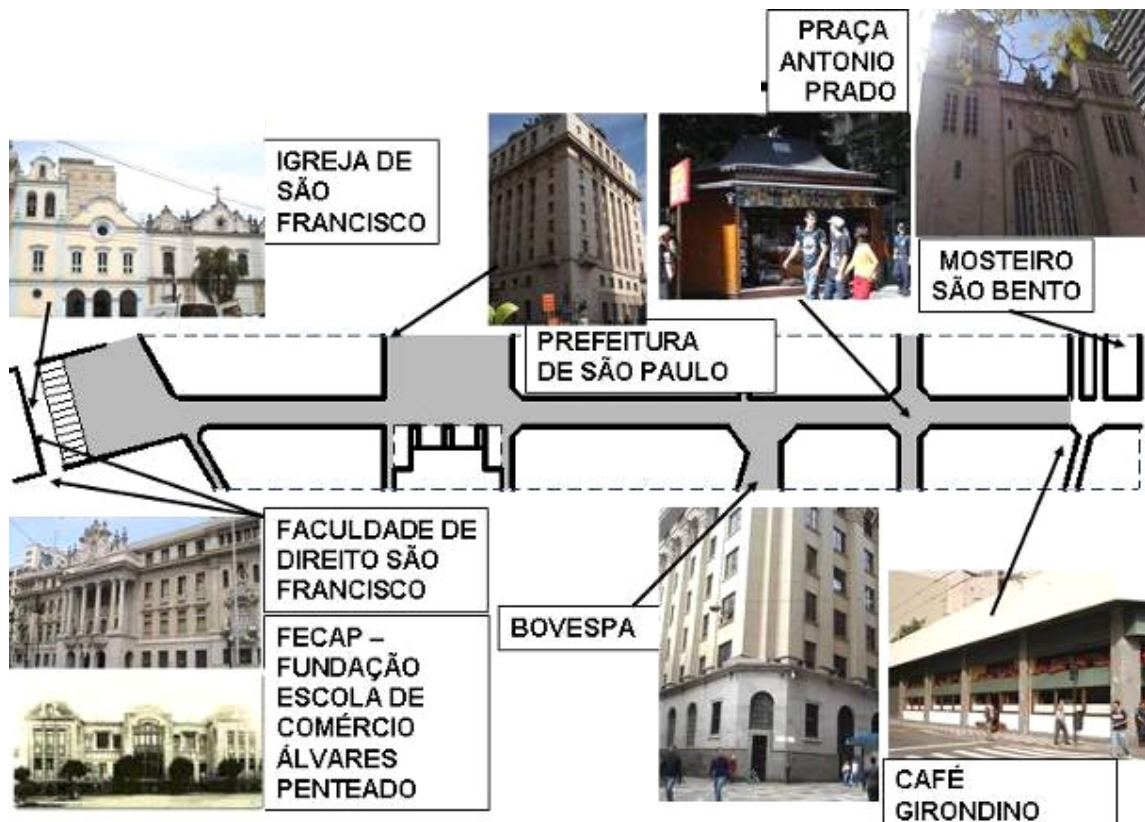 PRAÇA
ANTONIO
PRADO
IGREJA DE
SÃO
FRANCISCO
MOSTEIRO
SÃO BENTO
PREFEITURA
DE SÃO PAULO
FACULDADE DE
DIREITO SÃO
FRANCISCO
FECAP –
FUNDAÇÃO
ESCOLA DE
COMÉRCIO
ÁLVARES
PENTEADO
BOVESPA
CAFÉ
GIRONDINO